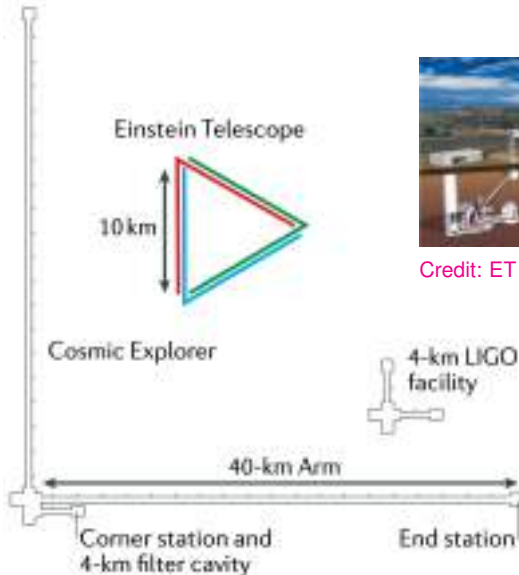 Einstein Telescope
10 km
Credit: ET
Cosmic Explorer
4-km LIGO
facility
40-km Arm
Corner station and
4-km filter cavity
End station